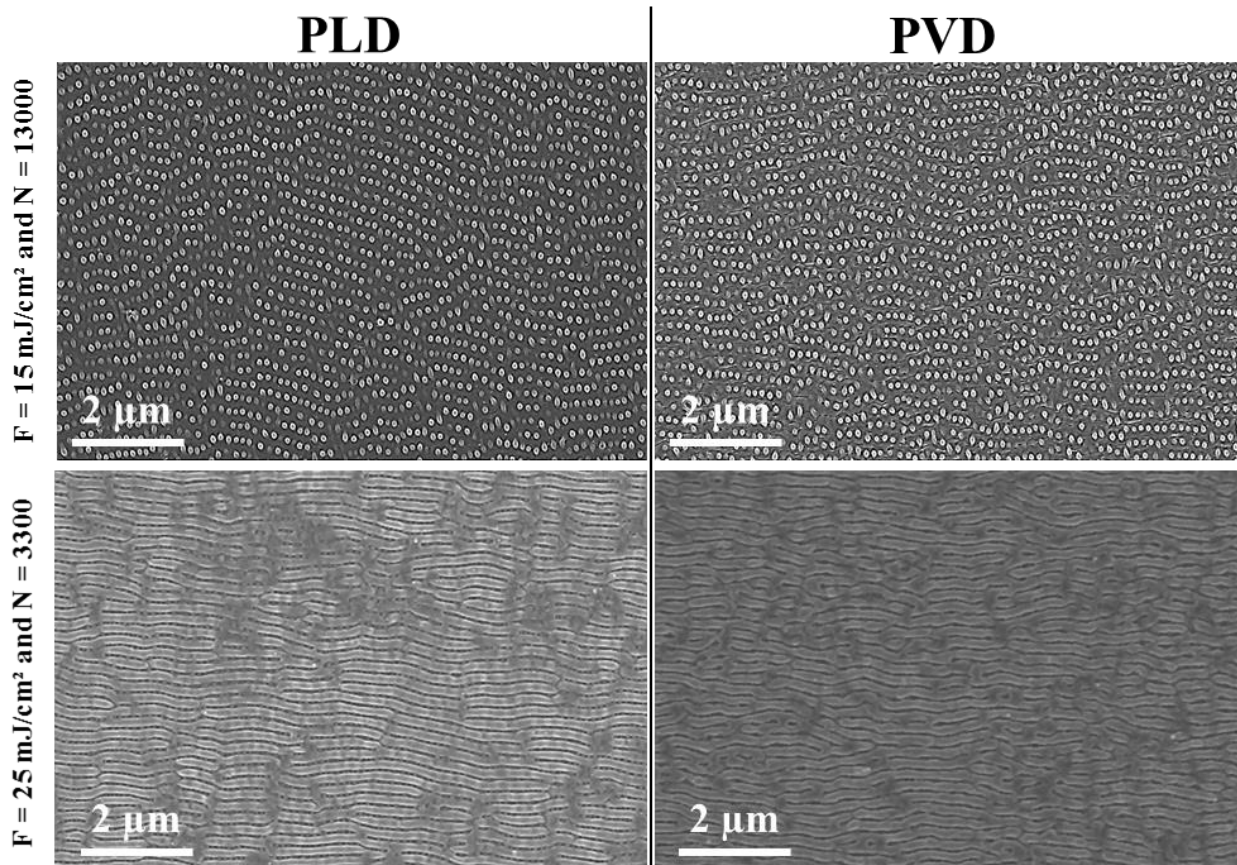 PLD
PVD
F = 15 mJ/cm² and N = 13000
2 µm
2 µm
F = 25 mJ/cm² and N = 3300
2 µm
2 µm